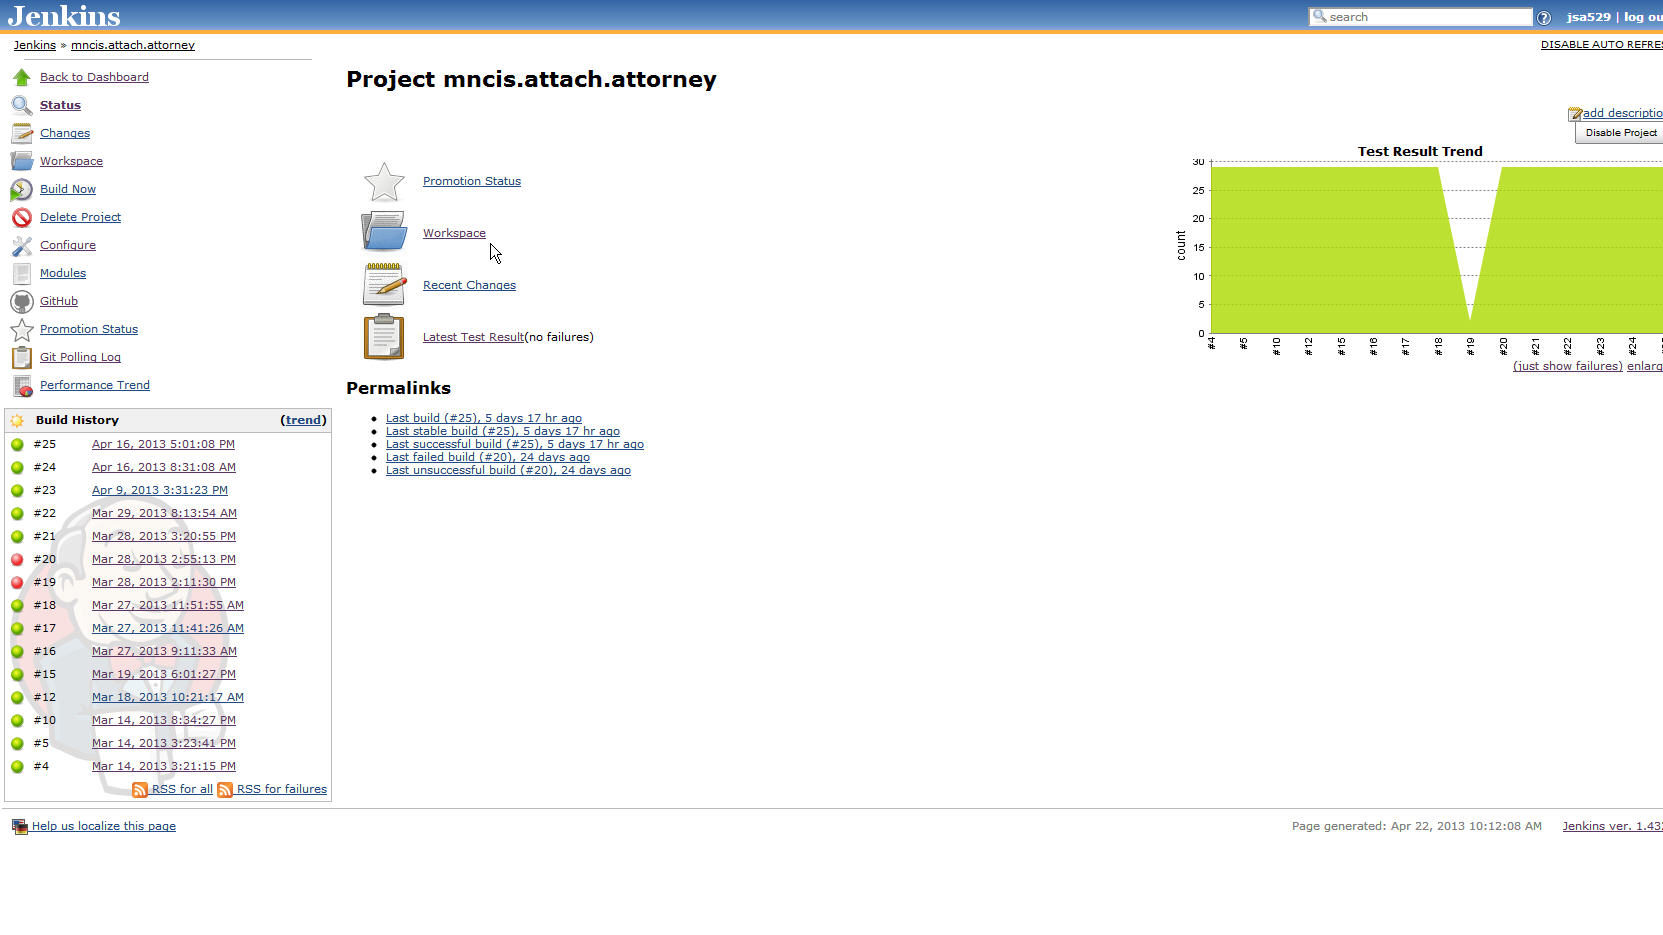 Jenkins
search
jsa529 | log ou
Jenkins » mncis.attach.attorney
DISABLE AUTO REFRES
Back to Dashboard
Status
Changes
Workspace
Build Now
Delete Project
Configure
Modules
GitHub
Promotion Status
Git Polling Log
Performance Trend
Build History (trend)
#25 Apr 16, 2013 5:01:08 PM
#24 Apr 16, 2013 8:31:08 AM
#23 Apr 9, 2013 3:31:23 PM
#22 Mar 29, 2013 8:13:54 AM
#21 Mar 28, 2013 3:20:55 PM
#20 Mar 28, 2013 2:55:13 PM
#19 Mar 28, 2013 2:11:30 PM
#18 Mar 27, 2013 11:51:55 AM
#17 Mar 27, 2013 11:41:26 AM
#16 Mar 27, 2013 9:11:33 AM
#15 Mar 19, 2013 6:01:27 PM
#12 Mar 18, 2013 10:21:17 AM
#10 Mar 14, 2013 8:34:27 PM
#5 Mar 14, 2013 3:23:41 PM
#4 Mar 14, 2013 3:21:15 PM
RSS for all RSS for failures
Project mncis.attach.attorney
add descriptio
Disable Project
Promotion Status
Workspace
Recent Changes
Latest Test Result(no failures)
Permalinks
Last build (#25), 5 days 17 hr ago
Last stable build (#25), 5 days 17 hr ago
Last successful build (#25), 5 days 17 hr ago
Last failed build (#20), 24 days ago
Last unsuccessful build (#20), 24 days ago
Test Result Trend
30
25
20
15
10
5
0
count
#4 #5 #10 #12 #15 #16 #17 #18 #19 #20 #21 #22 #23 #24
(just show failures) enlarg
Help us localize this page
Page generated: Apr 22, 2013 10:12:08 AM
Jenkins ver. 1.43